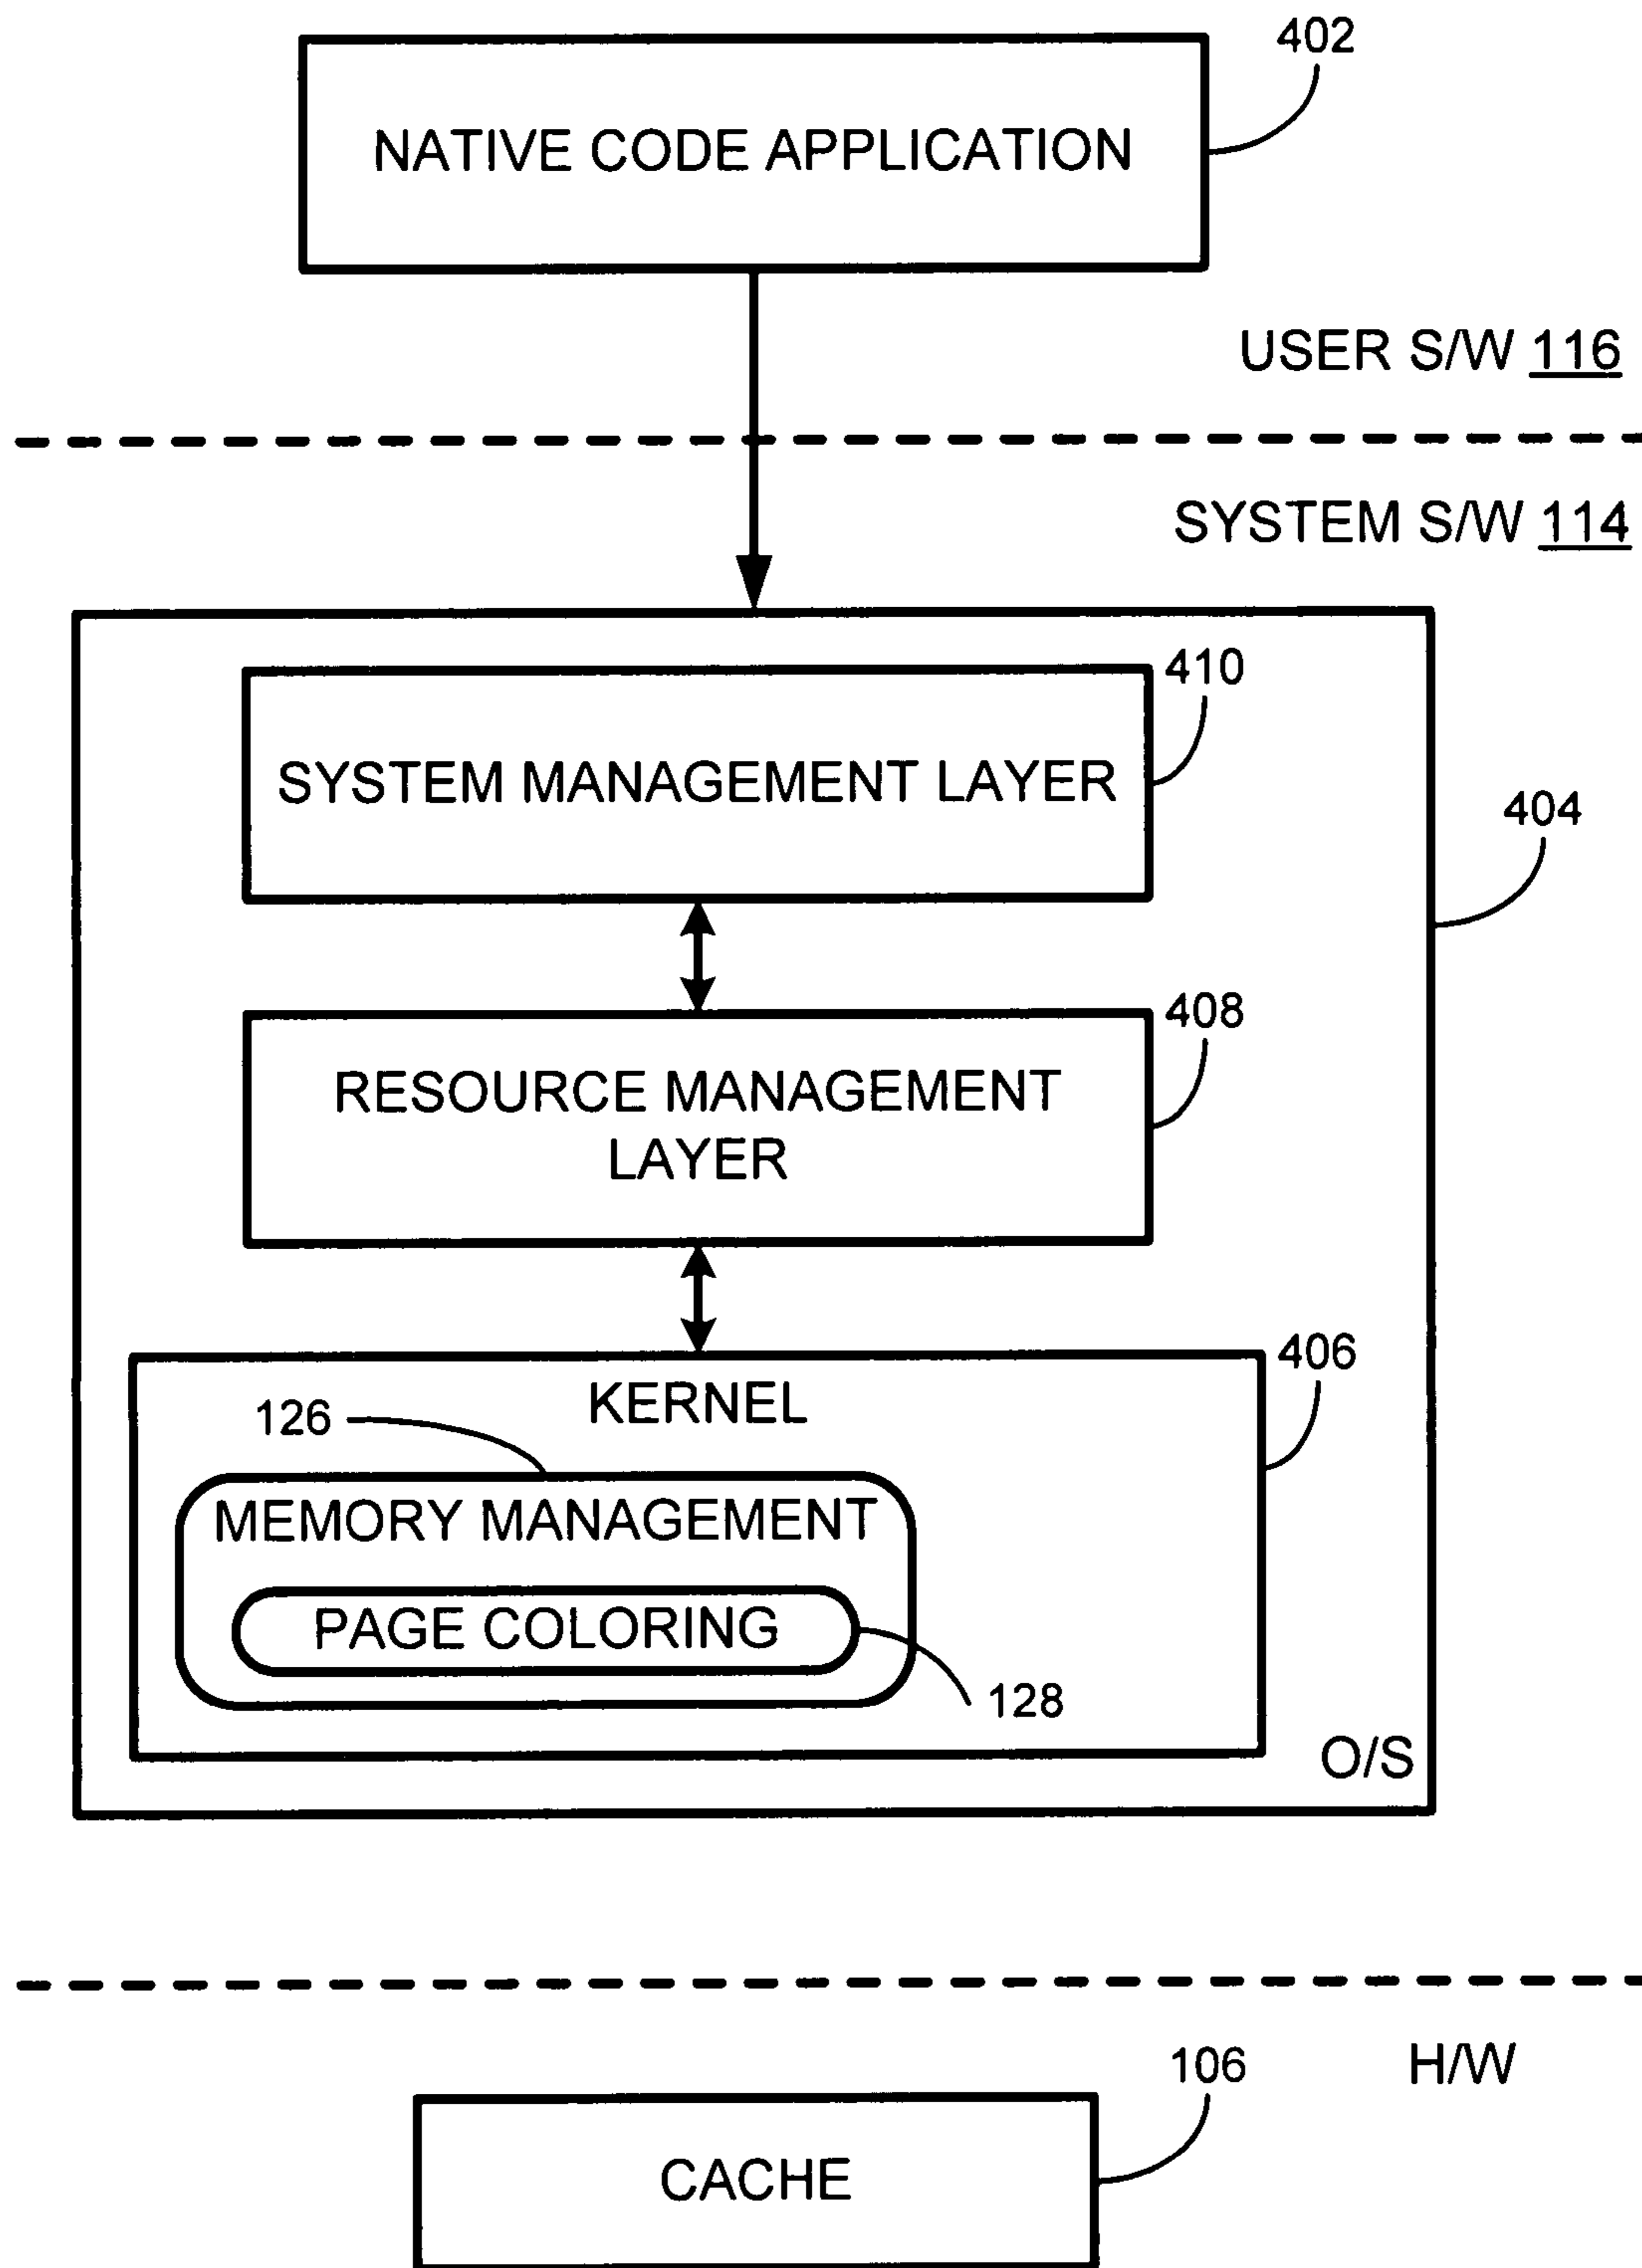 402
NATIVE CODE APPLICATION
USER S/W 116
SYSTEM S/W 114
410
SYSTEM MANAGEMENT LAYER
404
408
RESOURCE MANAGEMENT
LAYER
406
KERNEL
126
MEMORY MANAGEMENT
PAGE COLORING
128
O/S
106
H/W
CACHE